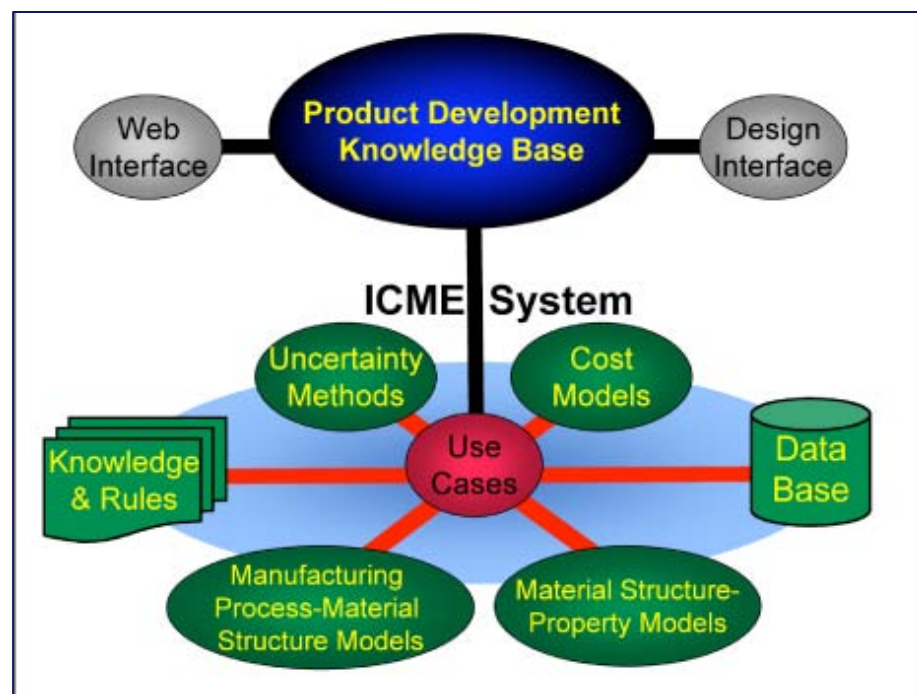 Product Development
Knowledge Base
Web
Interface
Design
Interface
ICME System
Uncertainty
Methods
Cost
Models
Knowledge
& Rules
Use
Cases
Data
Base
Manufacturing
Process-Material
Structure Models
Material Structure-
Property Models